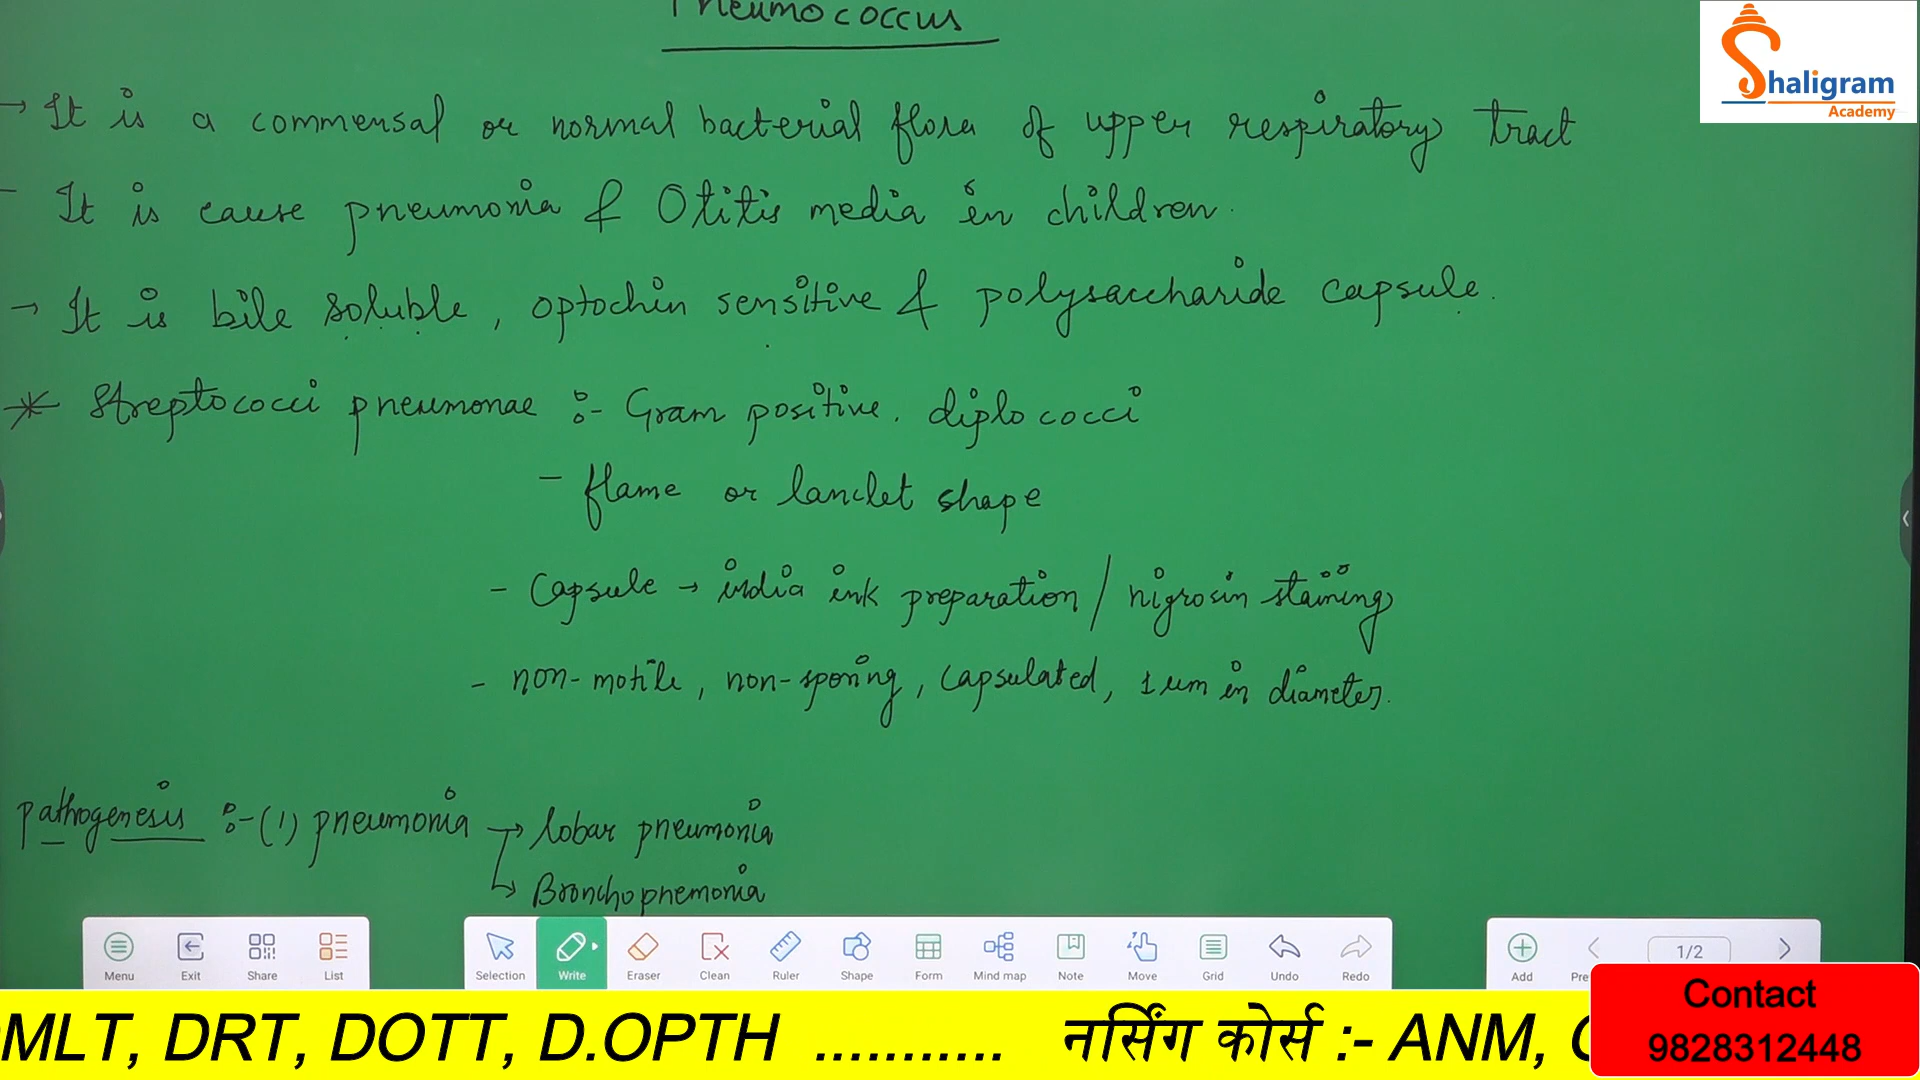 Pneumococcus
Shaligram
Academy
→ It is a commensal or normal bacterial flora of upper respiratory tract
- It is cause pneumonia & Otitis media in children.
→ It is bile soluble, optochin sensitive & polysaccharide capsule.
* Streptococci pneumonae :- Gram positive. diplococci
- flame or lanclet shape
- Capsule → india ink preparation / nigrosin staining
- non-motile, non-sporing, capsulated, 1 um in diameter.
pathogenesis :- (1) pneumonia → lobar pneumonia
↳ Bronchopnemonia
Menu Exit Share List Selection Write Eraser Clean Ruler Shape Form Mind map Note Move Grid Undo Redo Add Pre 1/2
MLT, DRT, DOTT, D.OPTH ........... नर्सिंग कोर्स :- ANM,
Contact
9828312448